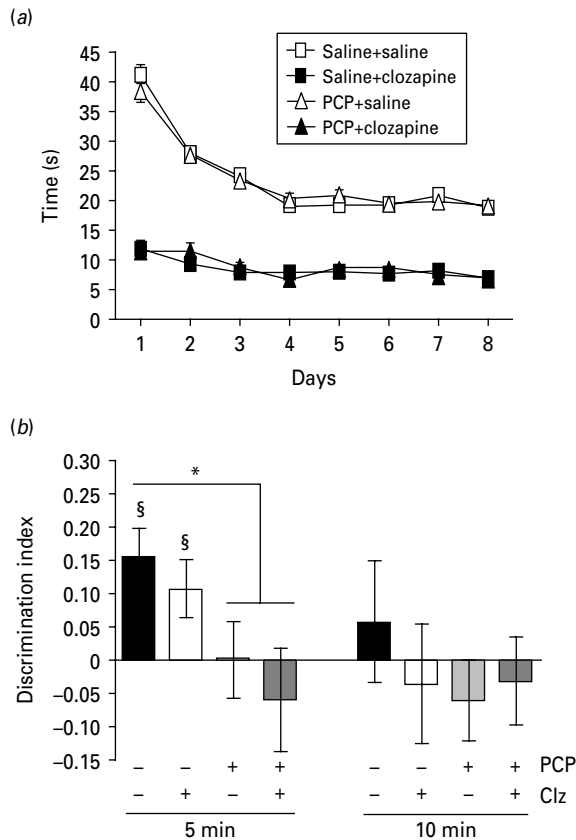 (a)
45
40
35
30
25
20
15
10
5
0
Time (s)
Saline+saline
Saline+clozapine
PCP+saline
PCP+clozapine
1 2 3 4 5 6 7 8
Days
(b)
0.30
0.25
0.20
0.15
0.10
0.05
0
−0.05
−0.10
−0.15
Discrimination index
*
§
§
− − + + − − + + PCP
− + − + − + − + Clz
5 min 10 min